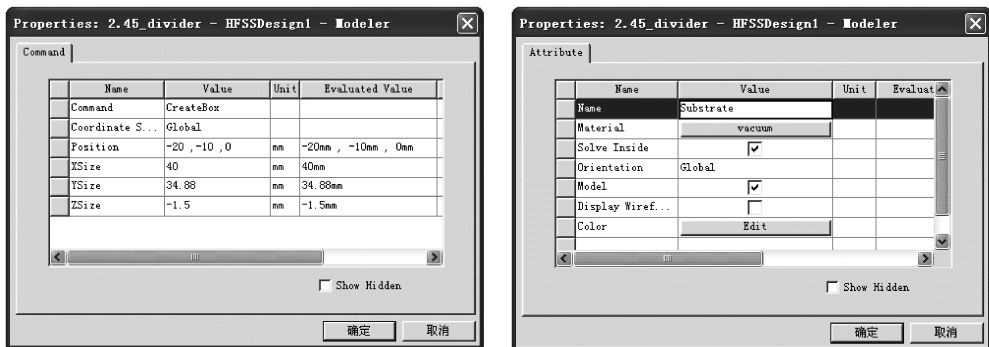 Properties: 2.45_divider - HFSSDesign1 - Modeler
Command
Name Value Unit Evaluated Value
Command CreateBox
Coordinate S... Global
Position -20 ,-10 ,0 mm -20mm , -10mm , 0mm
XSize 40 mm 40mm
YSize 34.88 mm 34.88mm
ZSize -1.5 mm -1.5mm
Show Hidden
确定 取消
Properties: 2.45_divider - HFSSDesign1 - Modeler
Attribute
Name Value Unit Evaluat
Name Substrate
Material vacuum
Solve Inside
Orientation Global
Model
Display Wiref...
Color Edit
Show Hidden
确定 取消